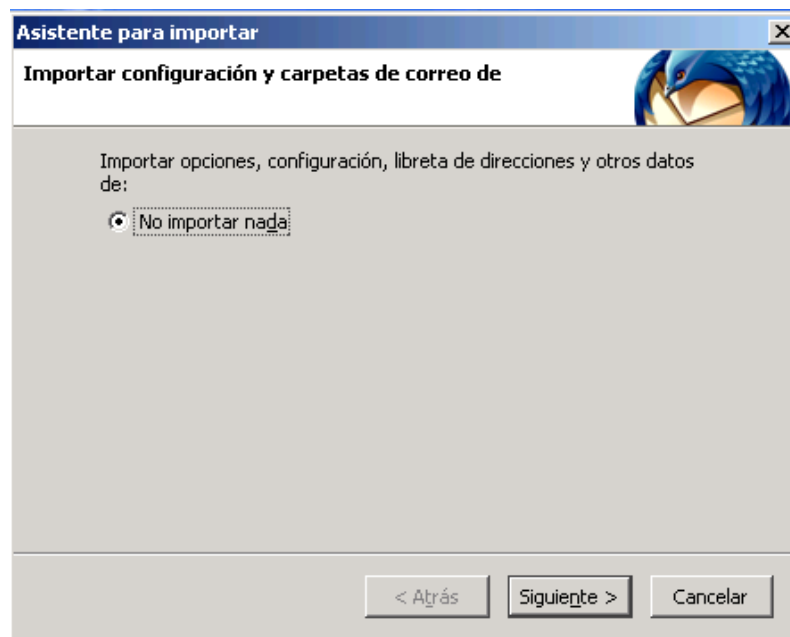 Asistente para importar
Importar configuración y carpetas de correo de
Importar opciones, configuración, libreta de direcciones y otros datos
de:
No importar nada
< Atrás Siguiente > Cancelar